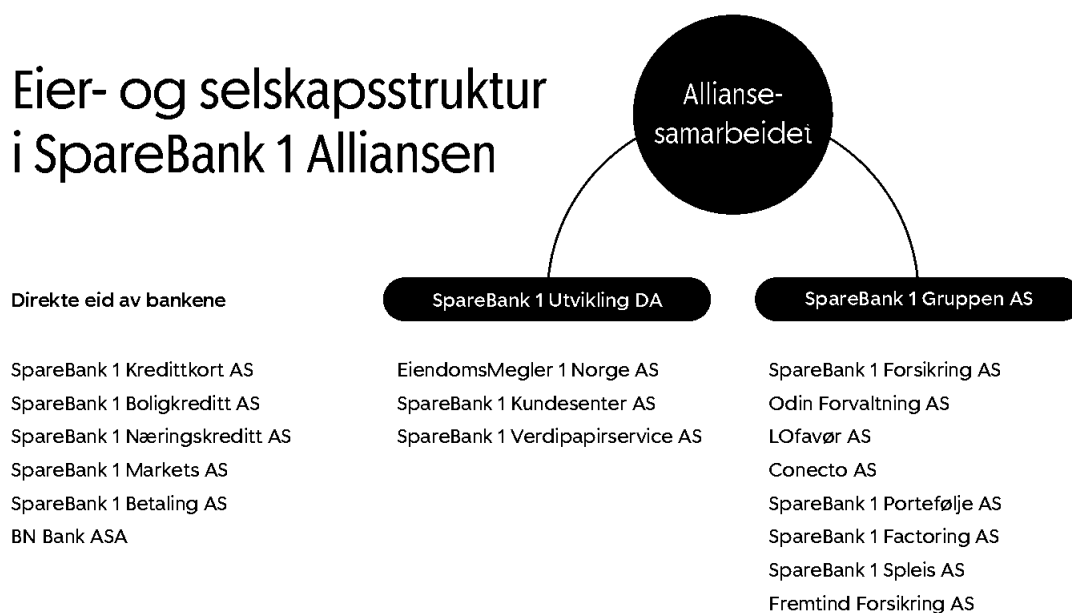 Eier- og selskapsstruktur
i SpareBank 1 Alliansen
Allianse-
samarbeidet
Direkte eid av bankene
SpareBank 1 Kredittkort AS
SpareBank 1 Boligkreditt AS
SpareBank 1 Næringskreditt AS
SpareBank 1 Markets AS
SpareBank 1 Betaling AS
BN Bank ASA
SpareBank 1 Utvikling DA
EiendomsMegler 1 Norge AS
SpareBank 1 Kundesenter AS
SpareBank 1 Verdipapirservice AS
SpareBank 1 Gruppen AS
SpareBank 1 Forsikring AS
Odin Forvaltning AS
LOfavør AS
Conecto AS
SpareBank 1 Portefølje AS
SpareBank 1 Factoring AS
SpareBank 1 Spleis AS
Fremtind Forsikring AS